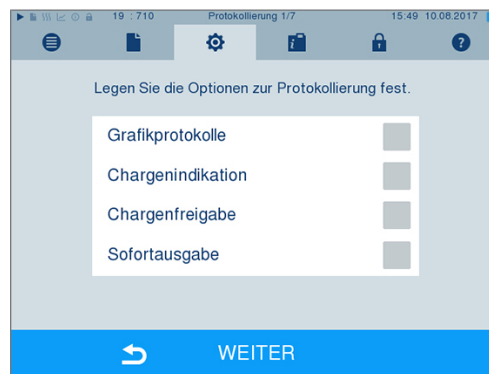 19 : 710 Protokollierung 1/7 15:49 10.08.2017
Legen Sie die Optionen zur Protokollierung fest.
Grafikprotokolle
Chargenindikation
Chargenfreigabe
Sofortausgabe
WEITER